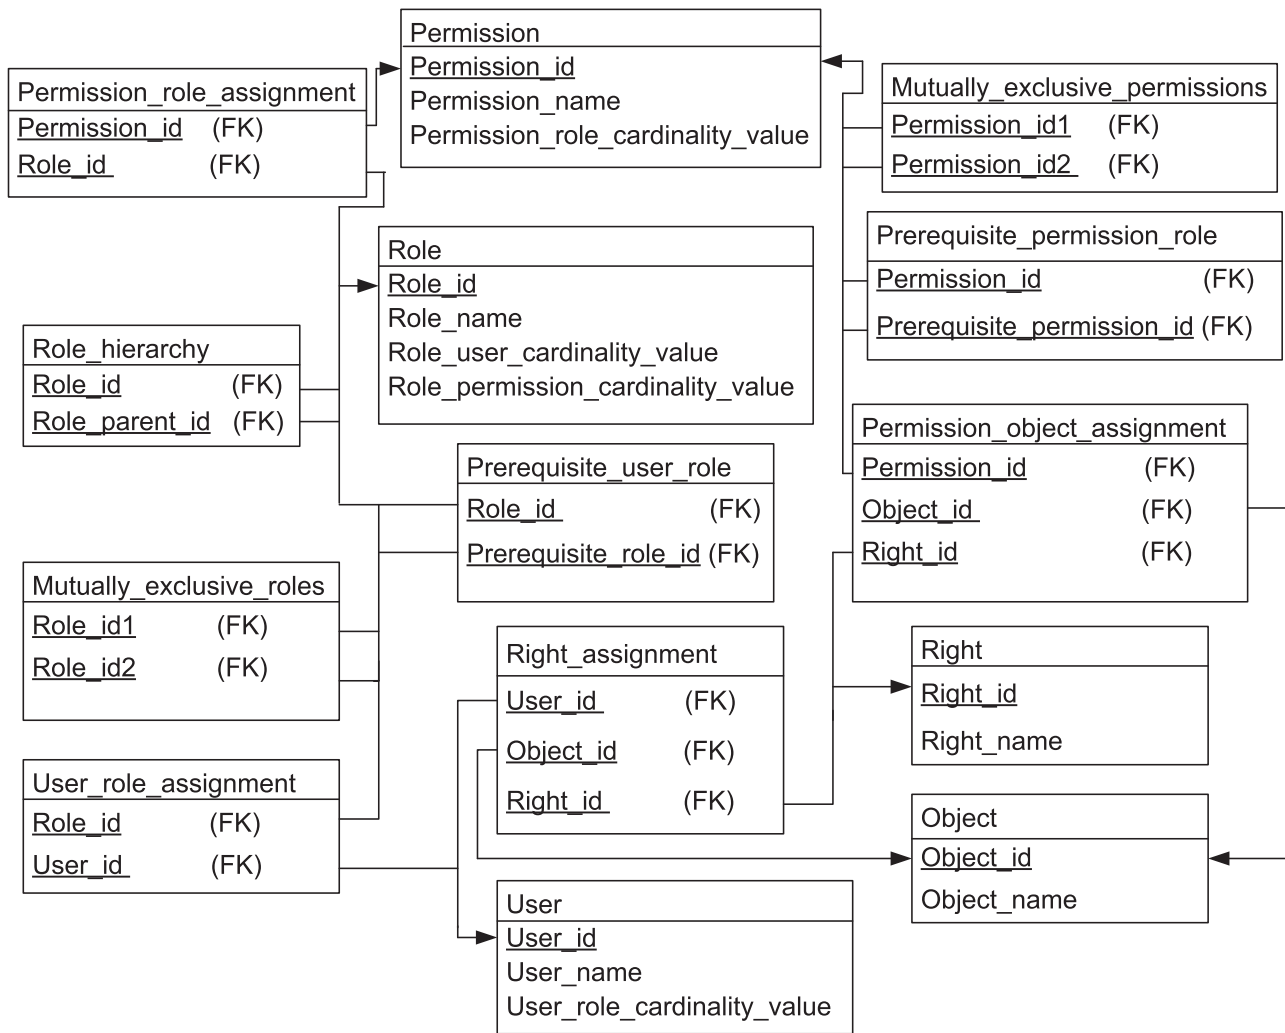 Permission
Permission_id
Permission_name
Permission_role_cardinality_value
Permission_role_assignment
Permission_id (FK)
Role_id (FK)
Mutually_exclusive_permissions
Permission_id1 (FK)
Permission_id2 (FK)
Prerequisite_permission_role
Permission_id (FK)
Prerequisite_permission_id (FK)
Role
Role_id
Role_name
Role_user_cardinality_value
Role_permission_cardinality_value
Role_hierarchy
Role_id (FK)
Role_parent_id (FK)
Permission_object_assignment
Permission_id (FK)
Object_id (FK)
Right_id (FK)
Prerequisite_user_role
Role_id (FK)
Prerequisite_role_id (FK)
Mutually_exclusive_roles
Role_id1 (FK)
Role_id2 (FK)
Right_assignment
User_id (FK)
Object_id (FK)
Right_id (FK)
Right
Right_id
Right_name
User_role_assignment
Role_id (FK)
User_id (FK)
Object
Object_id
Object_name
User
User_id
User_name
User_role_cardinality_value